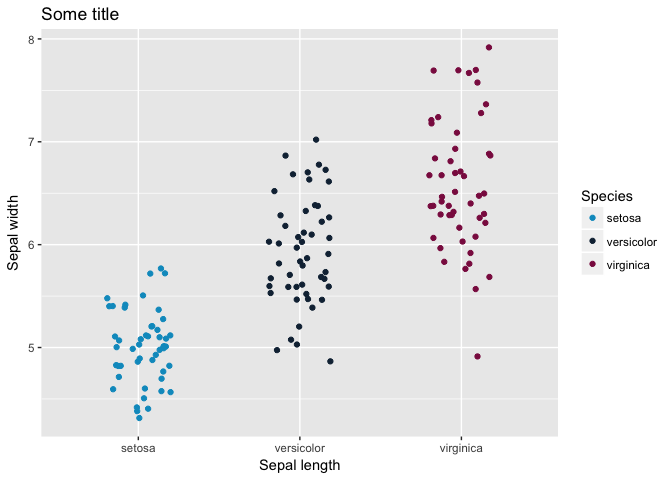 Some title
8
7
6
5
Sepal width
setosa
versicolor
virginica
Sepal length
Species
setosa
versicolor
virginica